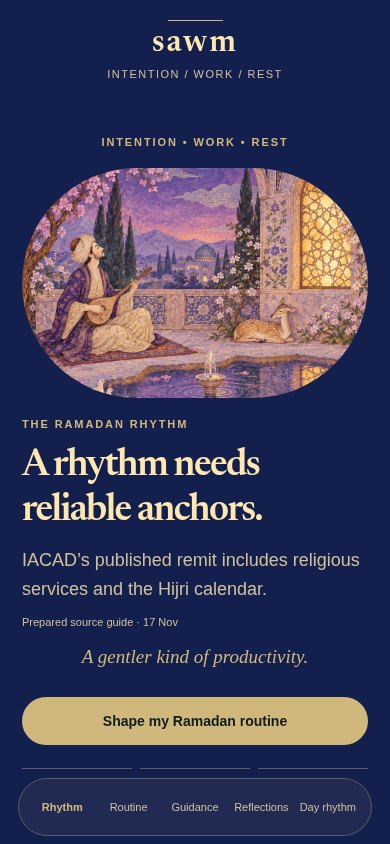 sawm
INTENTION / WORK / REST
INTENTION • WORK • REST
THE RAMADAN RHYTHM
A rhythm needs
reliable anchors.
IACAD’s published remit includes religious
services and the Hijri calendar.
Prepared source guide · 17 Nov
A gentler kind of productivity.
Shape my Ramadan routine
Rhythm Routine Guidance Reflections Day rhythm